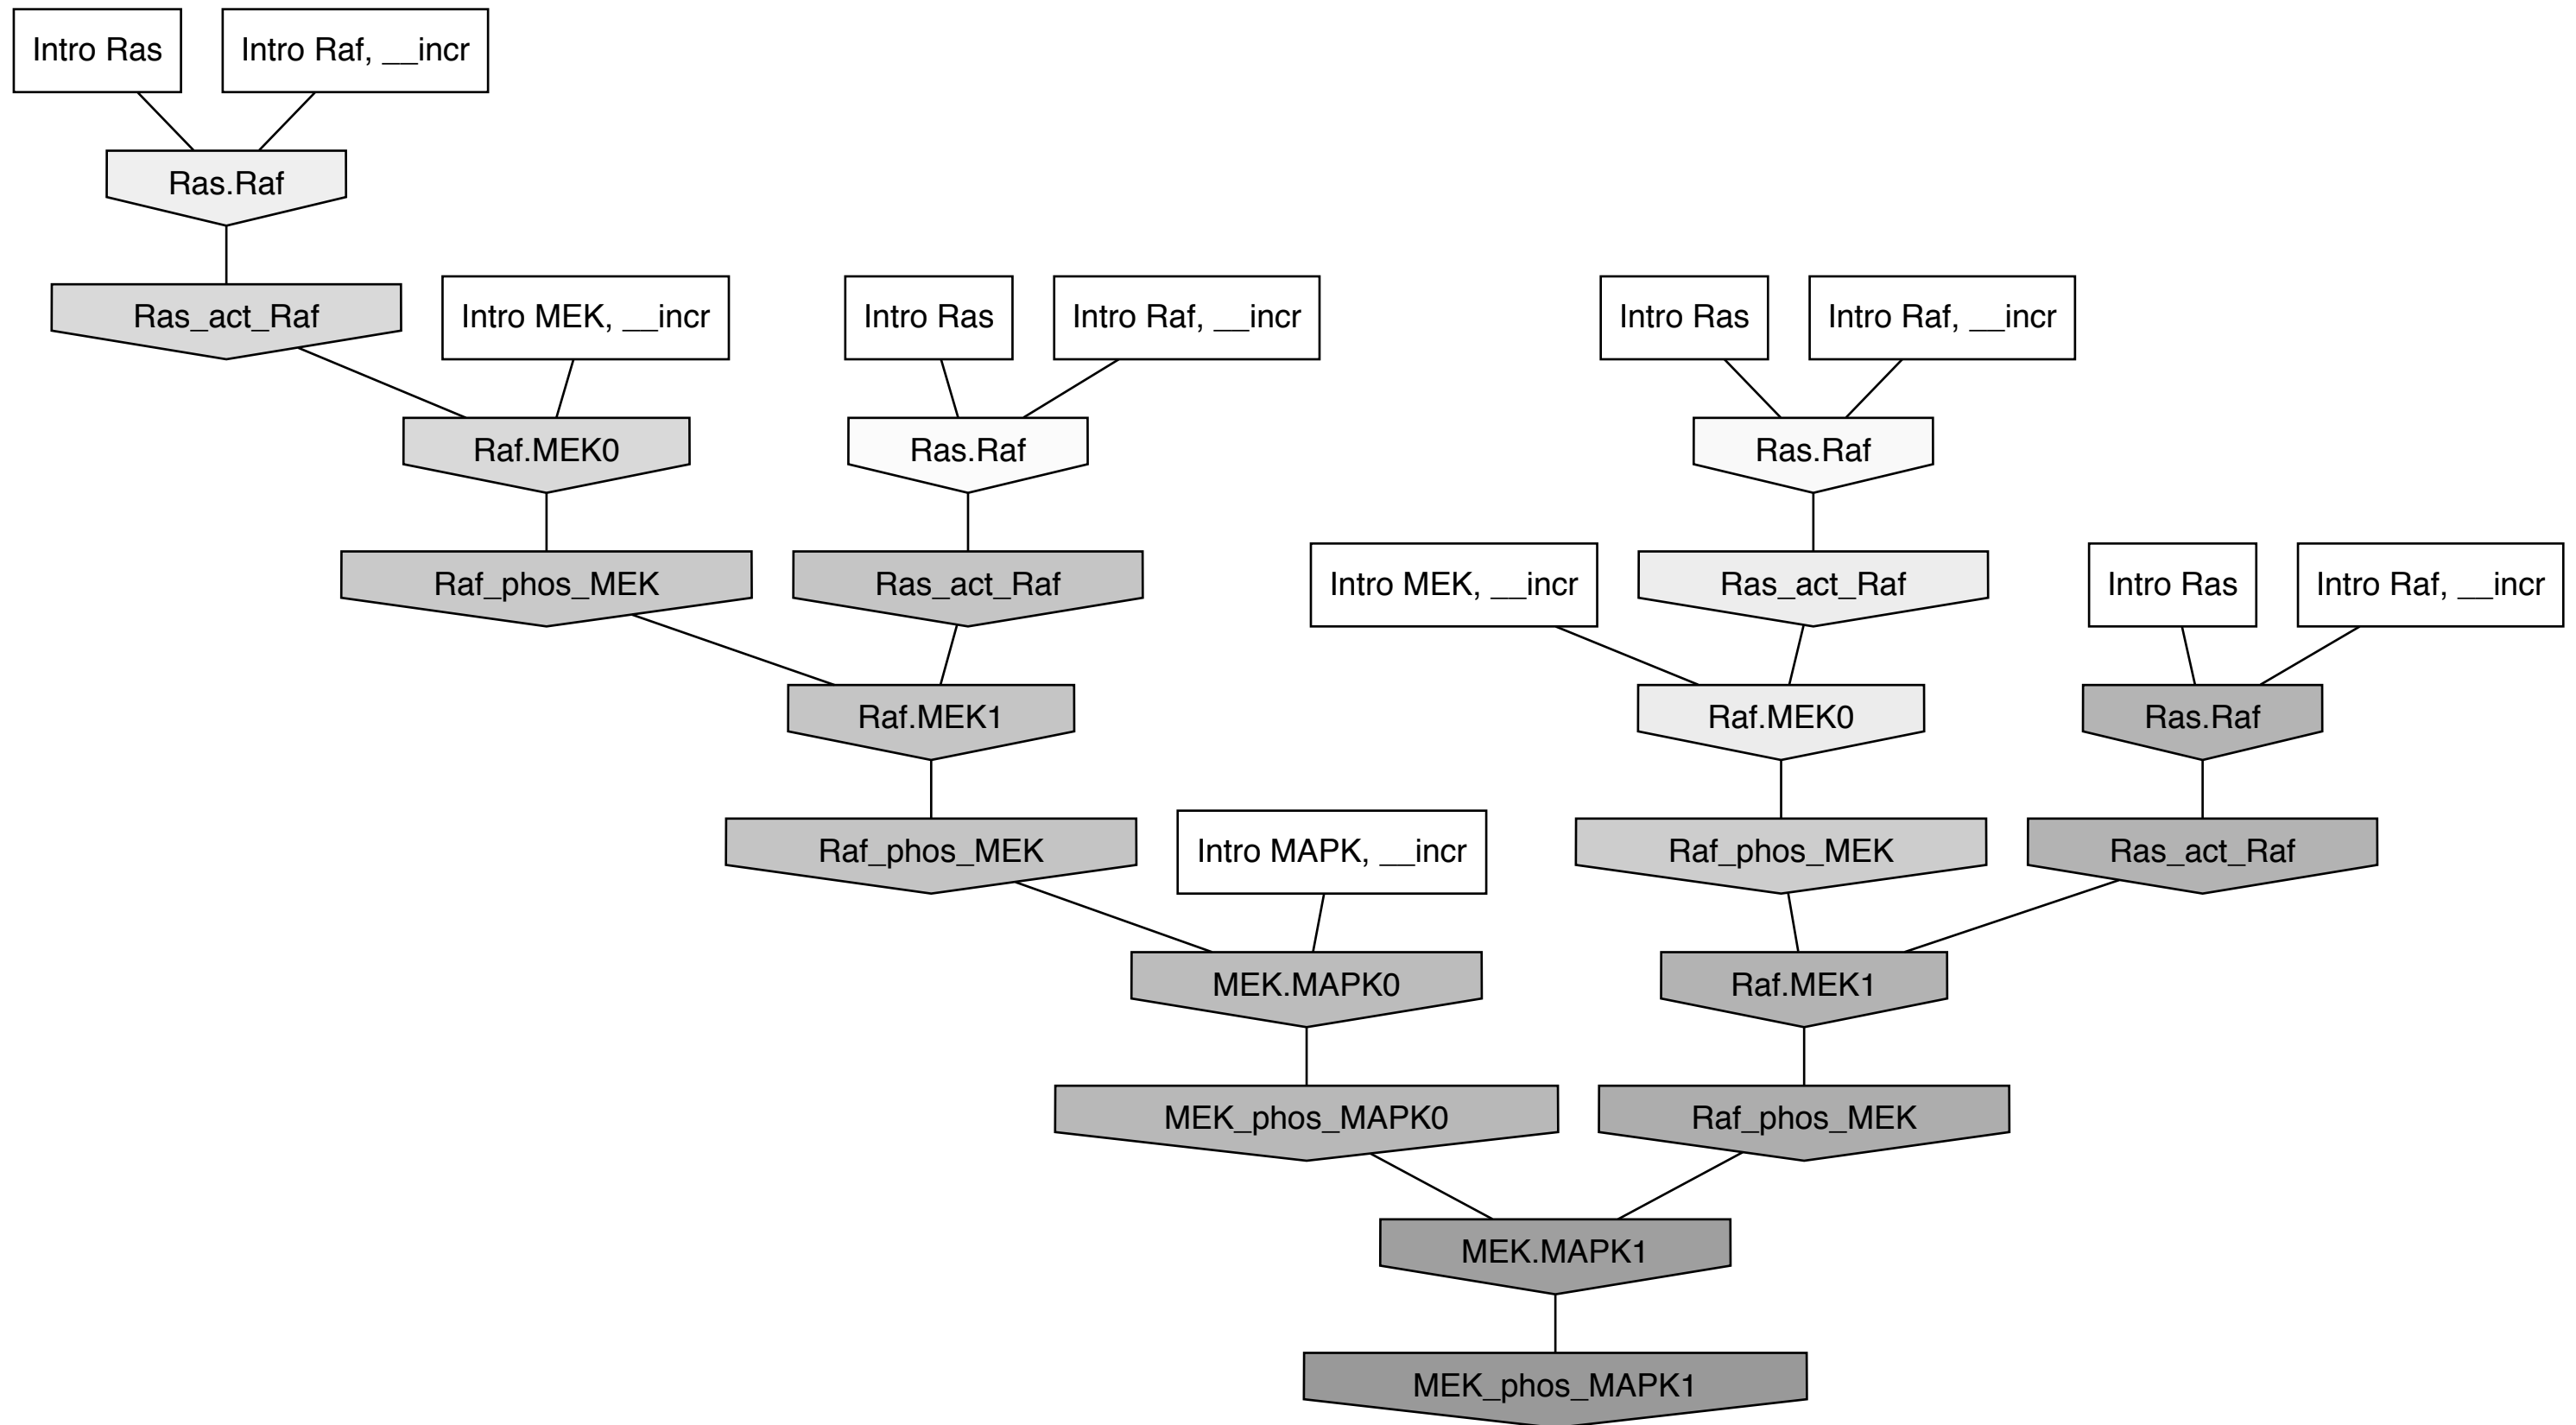 Intro Ras
Intro Raf, __incr
Ras.Raf
Ras_act_Raf
Intro MEK, __incr
Intro Ras
Intro Raf, __incr
Intro Ras
Intro Raf, __incr
Raf.MEK0
Ras.Raf
Ras.Raf
Raf_phos_MEK
Ras_act_Raf
Intro MEK, __incr
Ras_act_Raf
Intro Ras
Intro Raf, __incr
Raf.MEK1
Raf.MEK0
Ras.Raf
Raf_phos_MEK
Intro MAPK, __incr
Raf_phos_MEK
Ras_act_Raf
MEK.MAPK0
Raf.MEK1
MEK_phos_MAPK0
Raf_phos_MEK
MEK.MAPK1
MEK_phos_MAPK1